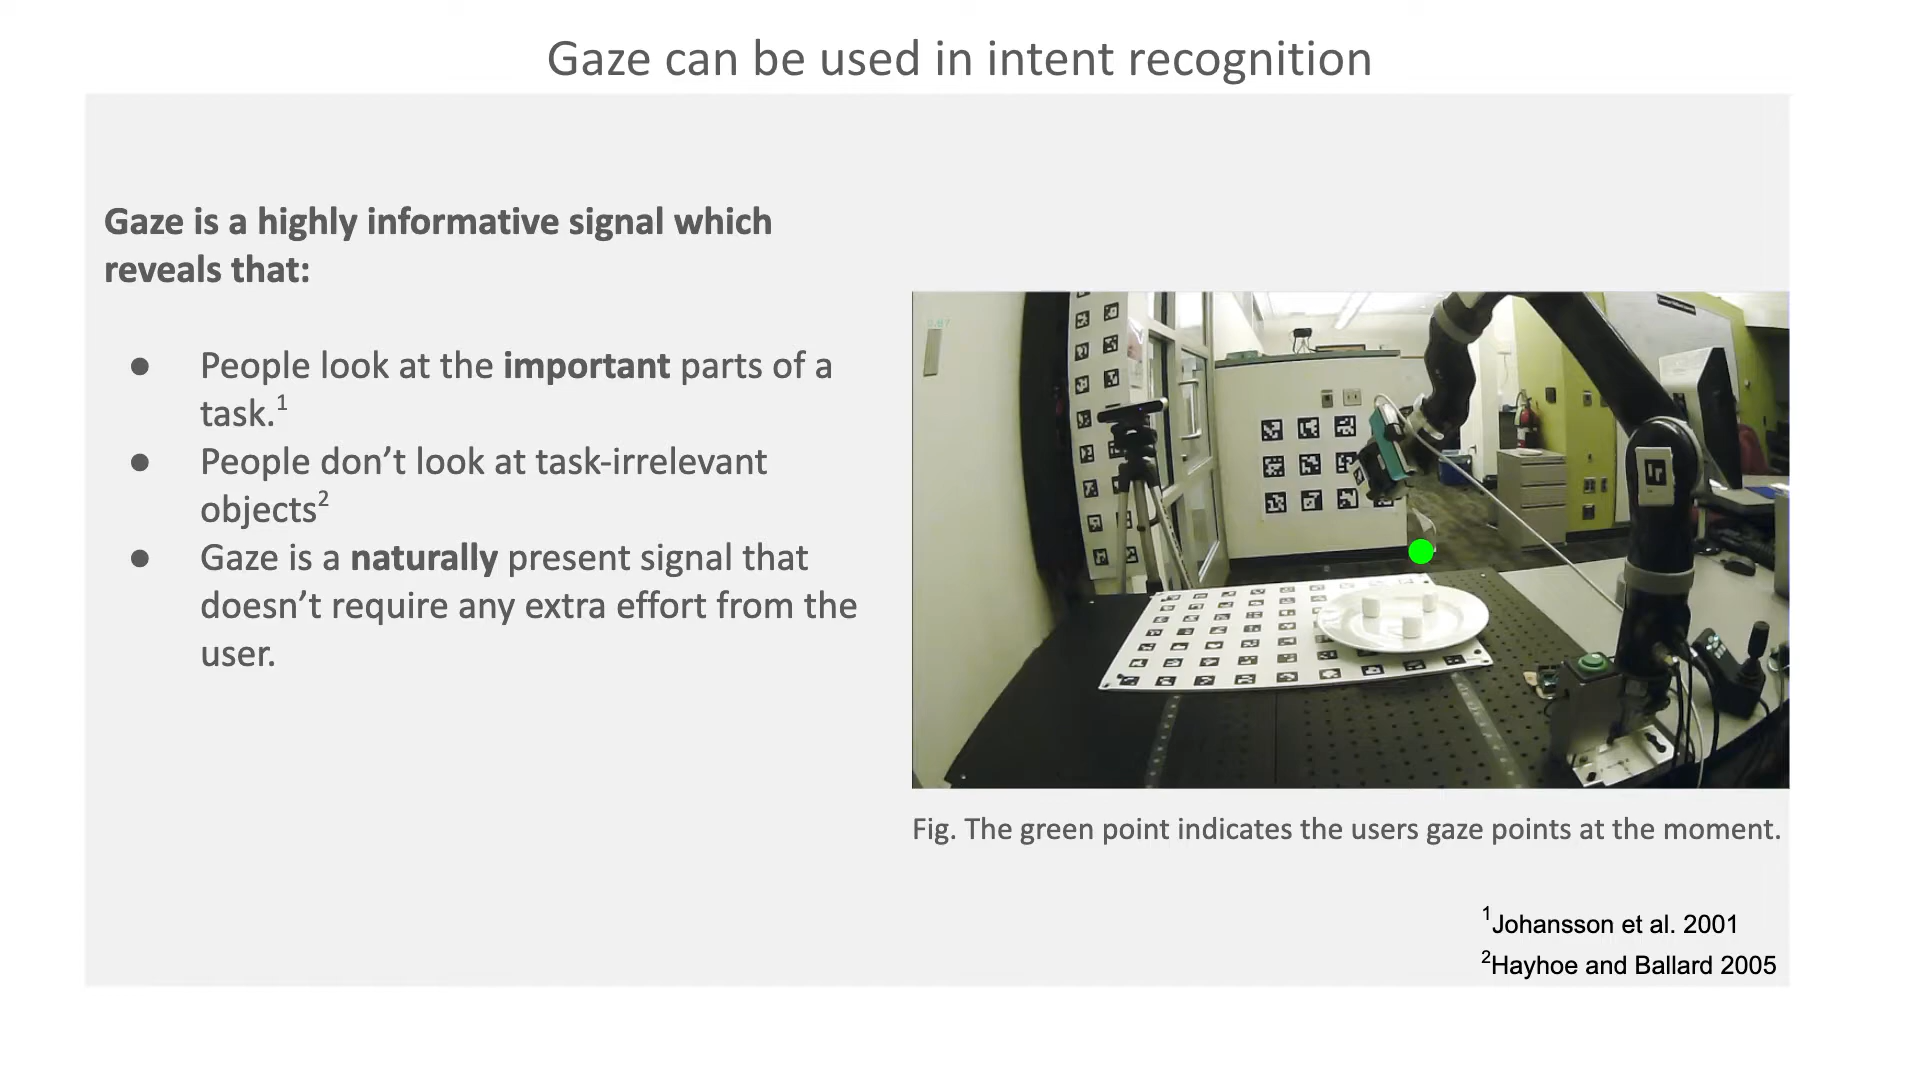 Gaze can be used in intent recognition
Gaze is a highly informative signal which
reveals that:
● People look at the important parts of a
task.1
● People don’t look at task-irrelevant
objects2
● Gaze is a naturally present signal that
doesn’t require any extra effort from the
user.
Fig. The green point indicates the users gaze points at the moment.
1Johansson et al. 2001
2Hayhoe and Ballard 2005